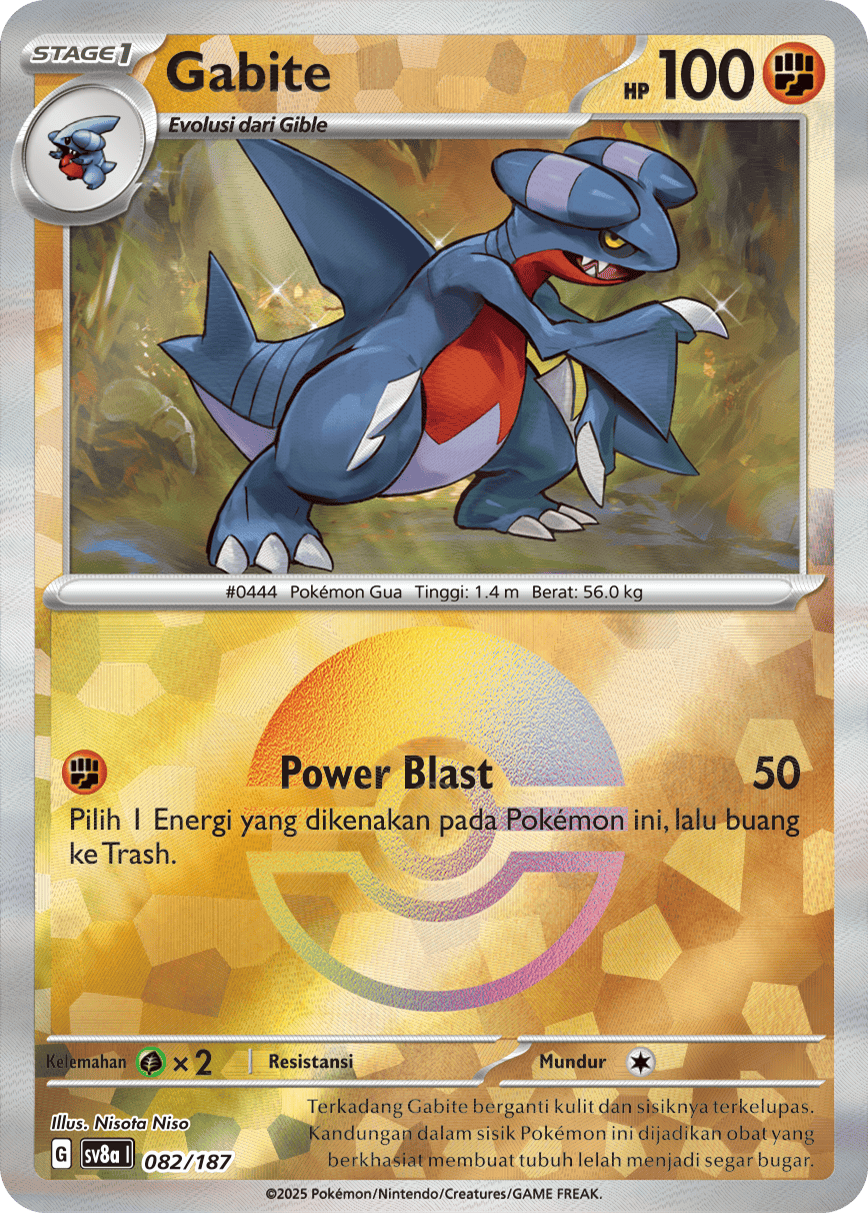 STAGE1 Gabite HP 100
Evolusi dari Gible
#0444 Pokémon Gua Tinggi: 1.4 m Berat: 56.0 kg
Power Blast 50
Pilih 1 Energi yang dikenakan pada Pokémon ini, lalu buang
ke Trash.
Kelemahan × 2 Resistansi Mundur
Terkadang Gabite berganti kulit dan sisiknya terkelupas.
Kandungan dalam sisik Pokémon ini dijadikan obat yang
berkhasiat membuat tubuh lelah menjadi segar bugar.
Illus. Nisota Niso
G sv8a I 082/187
©2025 Pokémon/Nintendo/Creatures/GAME FREAK.